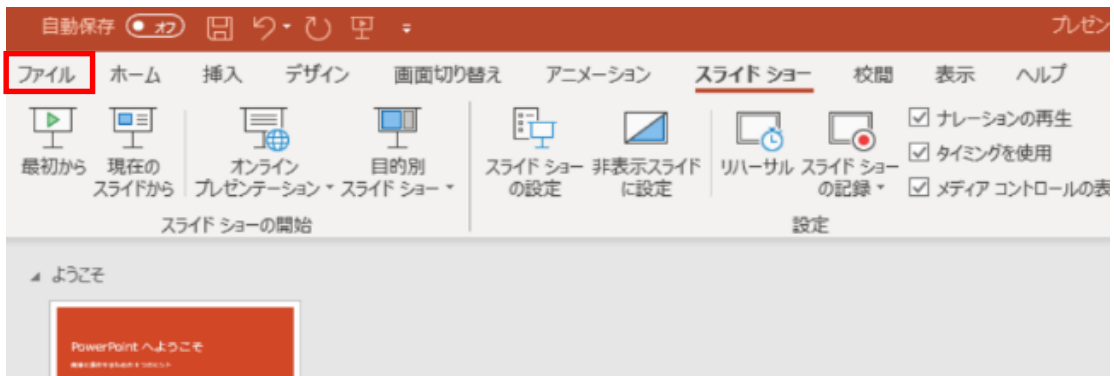 自動保存 オフ
プレゼン
ファイル ホーム 挿入 デザイン 画面切り替え アニメーション スライド ショー 校閲 表示 ヘルプ
最初から
現在の
スライドから
オンライン
プレゼンテーション
目的別
スライド ショー
スライド ショー
の設定
非表示スライド
に設定
リハーサル
スライド ショー
の記録
ナレーションの再生
タイミングを使用
メディア コントロールの表
スライド ショーの開始
設定
ようこそ
PowerPoint へようこそ